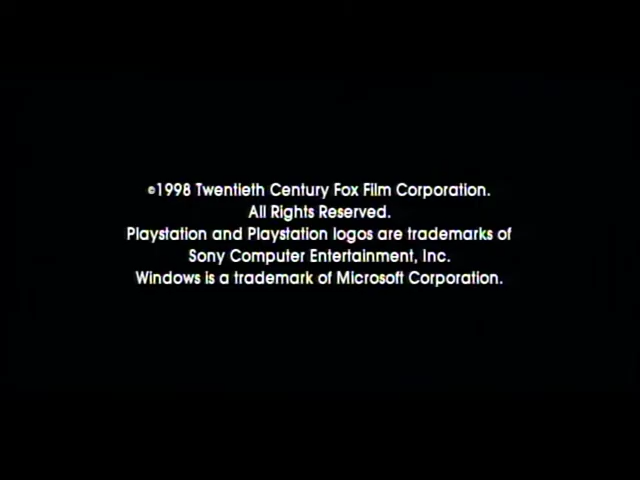 ©1998 Twentieth Century Fox Film Corporation.
All Rights Reserved.
Playstation and Playstation logos are trademarks of
Sony Computer Entertainment, Inc.
Windows is a trademark of Microsoft Corporation.